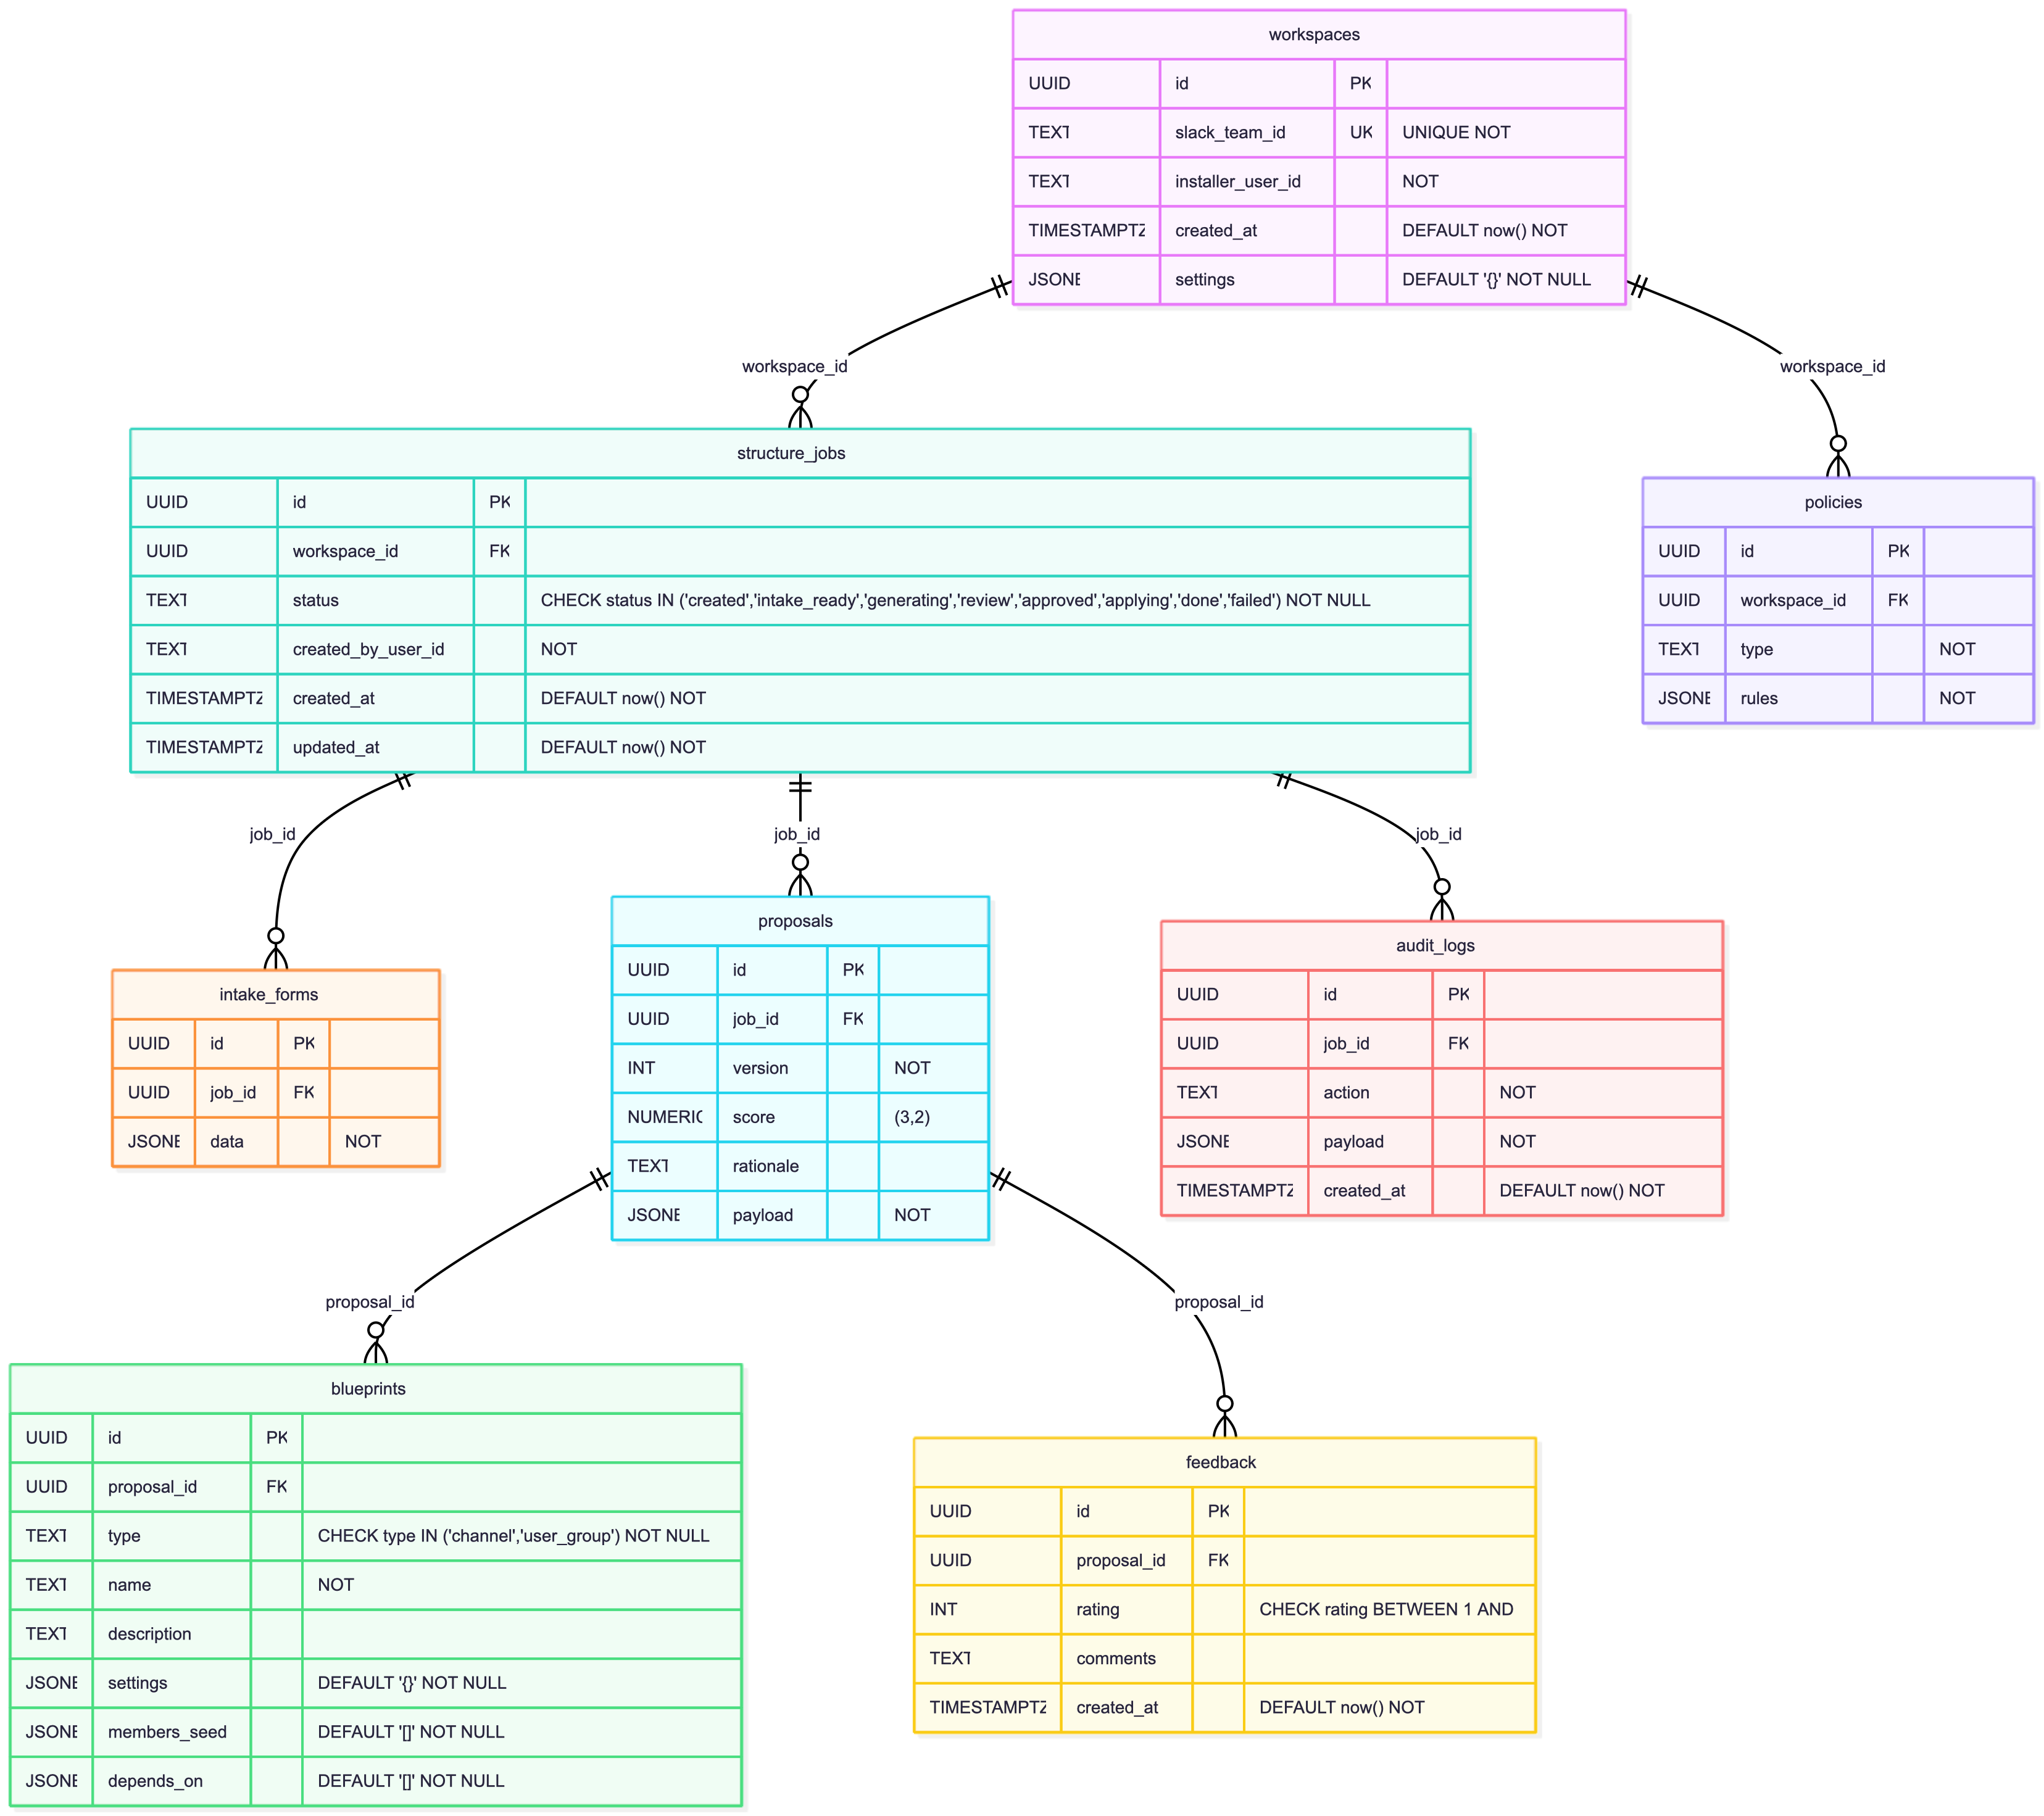 workspaces
UUID id PK
TEXT slack_team_id UK UNIQUE NOT
TEXT installer_user_id NOT
TIMESTAMPTZ created_at DEFAULT now() NOT
JSONB settings DEFAULT '{}' NOT NULL
workspace_id
workspace_id
structure_jobs
UUID id PK
UUID workspace_id FK
TEXT status CHECK status IN ('created','intake_ready','generating','review','approved','applying','done','failed') NOT NULL
TEXT created_by_user_id NOT
TIMESTAMPTZ created_at DEFAULT now() NOT
TIMESTAMPTZ updated_at DEFAULT now() NOT
policies
UUID id PK
UUID workspace_id FK
TEXT type NOT
JSONB rules NOT
job_id
job_id
job_id
intake_forms
UUID id PK
UUID job_id FK
JSONB data NOT
proposals
UUID id PK
UUID job_id FK
INT version NOT
NUMERIC score (3,2)
TEXT rationale
JSONB payload NOT
audit_logs
UUID id PK
UUID job_id FK
TEXT action NOT
JSONB payload NOT
TIMESTAMPTZ created_at DEFAULT now() NOT
proposal_id
proposal_id
blueprints
UUID id PK
UUID proposal_id FK
TEXT type CHECK type IN ('channel','user_group') NOT NULL
TEXT name NOT
TEXT description
JSONB settings DEFAULT '{}' NOT NULL
JSONB members_seed DEFAULT '[]' NOT NULL
JSONB depends_on DEFAULT '[]' NOT NULL
feedback
UUID id PK
UUID proposal_id FK
INT rating CHECK rating BETWEEN 1 AND
TEXT comments
TIMESTAMPTZ created_at DEFAULT now() NOT